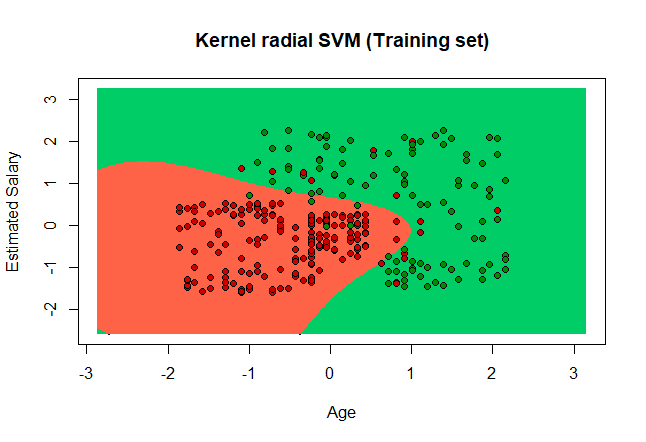 Kernel radial SVM (Training set)
Estimated Salary
3
2
1
0
-1
-2
-3 -2 -1 0 1 2 3
Age